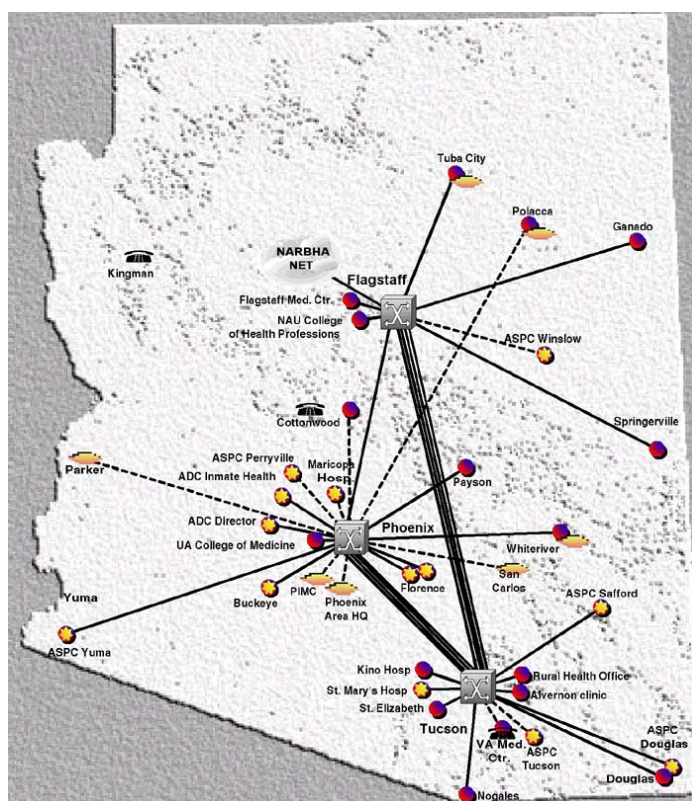 Tuba City
Polacca
Ganado
NARBHA
NET
Kingman
Flagstaff
Flagstaff Med. Ctr.
NAU College
of Health Professions
ASPC Winslow
Cottonwood
Springerville
ASPC Perryville
Maricopa
Hosp.
Parker
ADC Inmate Health
Payson
ADC Director
Phoenix
UA College of Medicine
Whiteriver
Yuma
Buckeye
PIMC
Phoenix
Area HQ
Florence
San
Carlos
ASPC Safford
ASPC Yuma
Kino Hosp
Rural Health Office
St. Mary's Hosp
Alvernon clinic
St. Elizabeth
Tucson
VA Med.
Ctr.
ASPC
Tucson
ASPC
Douglas
Douglas
Nogales